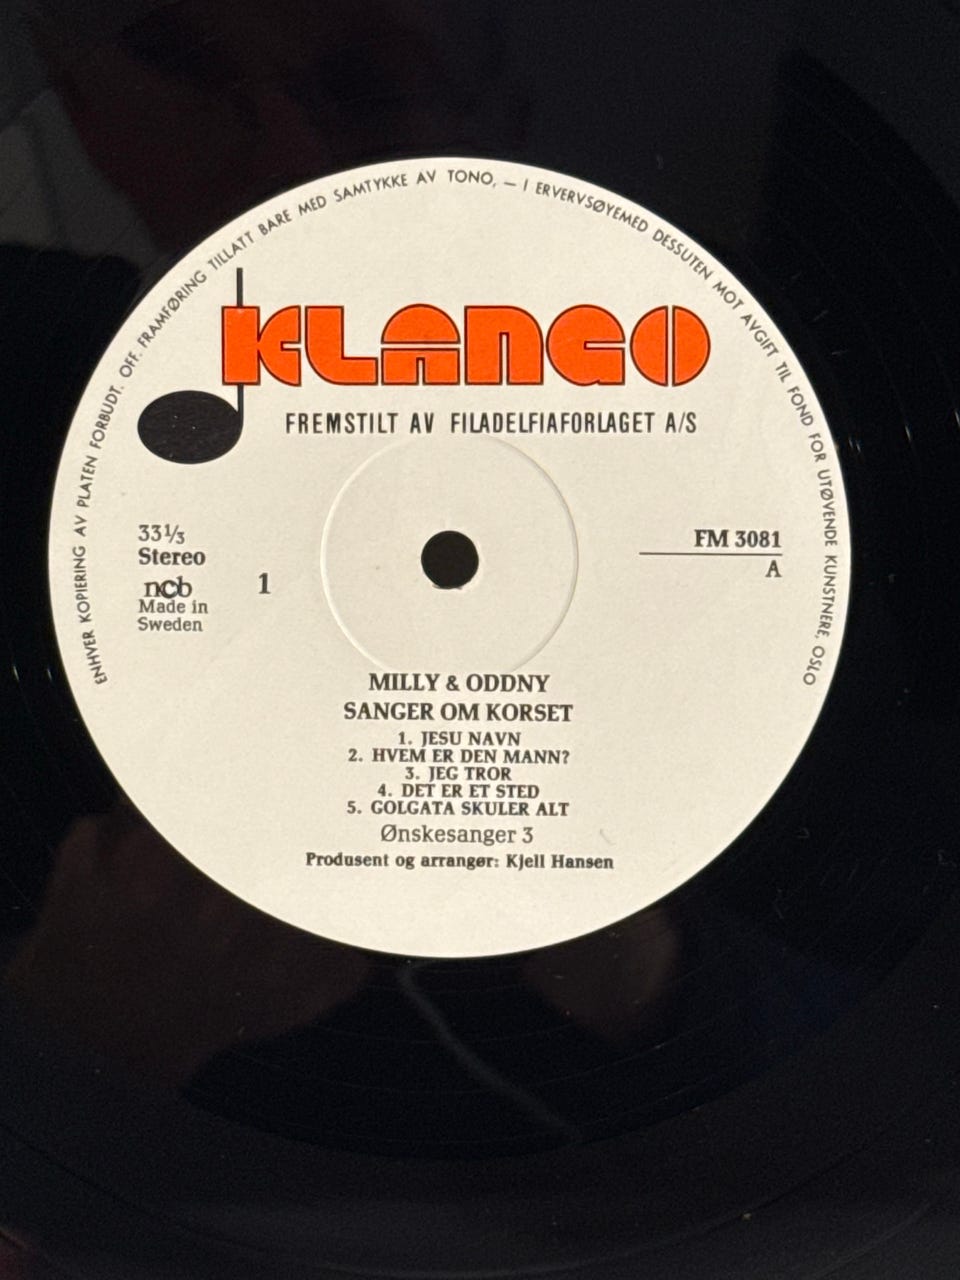 ENHVER KOPIERING AV PLATEN FORBUDT. OFF. FRAMFØRING TILLATT BARE MED SAMTYKKE AV TONO, — I ERVERVSØYEMED DESSUTEN MOT AVGIFT TIL FOND FOR UTØVENDE KUNSTNERE, OSLO
KLANGO
FREMSTILT AV FILADELFIAFORLAGET A/S
33⅓
Stereo
ncb
Made in
Sweden
1
FM 3081
A
MILLY & ODDNY
SANGER OM KORSET
1. JESU NAVN
2. HVEM ER DEN MANN?
3. JEG TROR
4. DET ER ET STED
5. GOLGATA SKULER ALT
Ønskesanger 3
Produsent og arrangør: Kjell Hansen